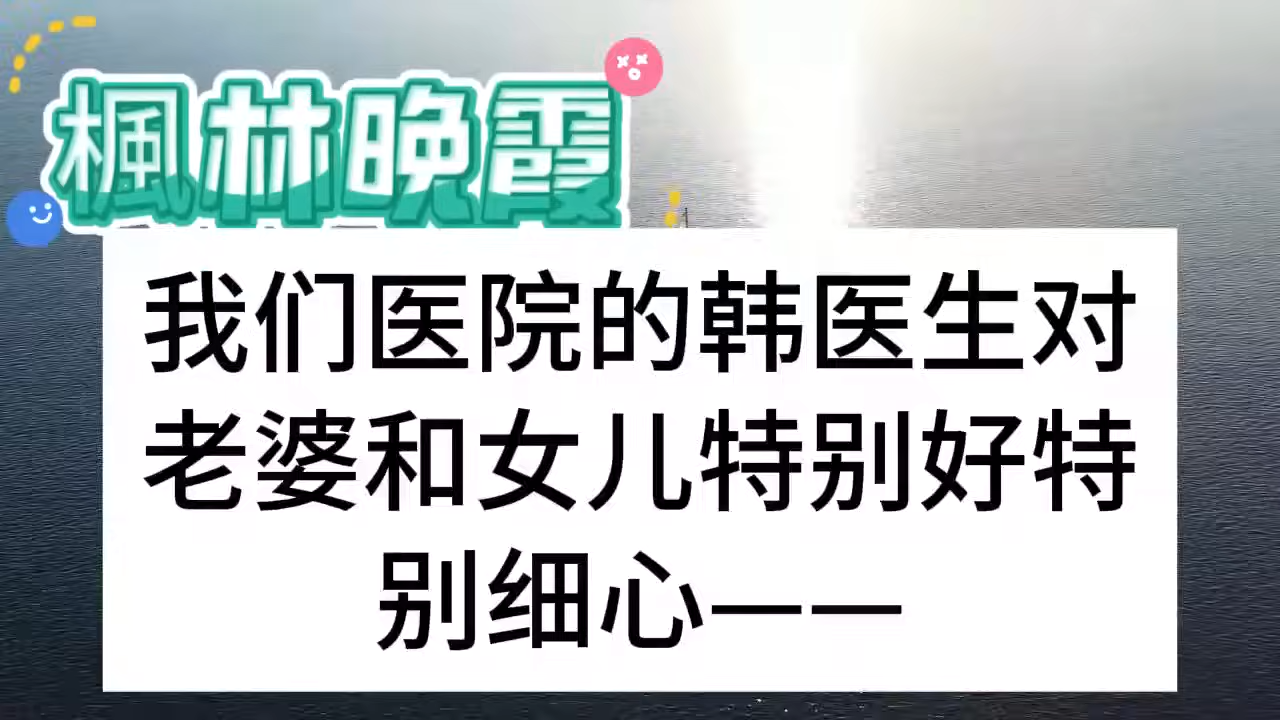 楓林晚霞
我们医院的韩医生对
老婆和女儿特别好特
别细心——